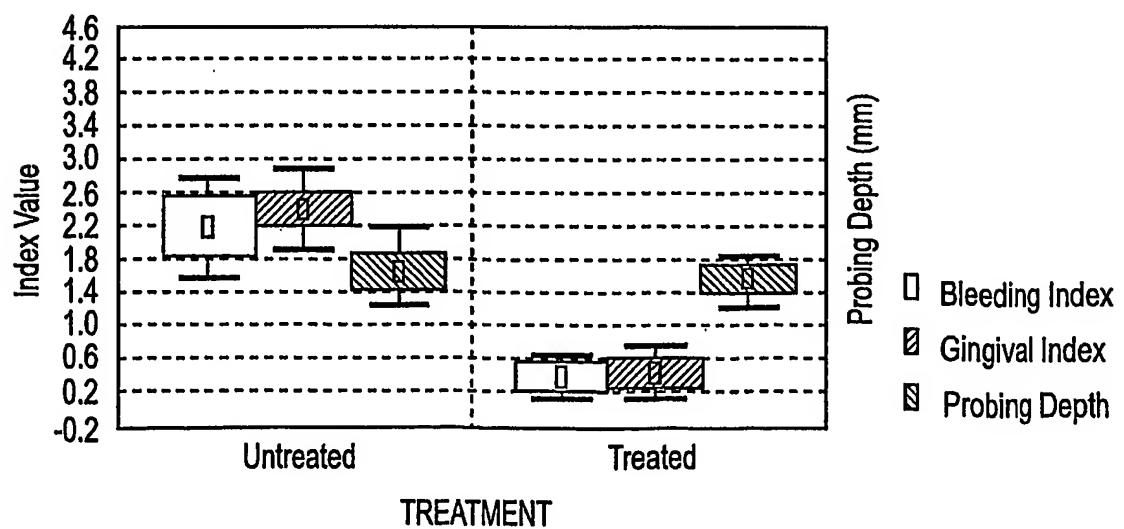 4.6
4.2
3.8
3.4
3.0
2.6
2.2
1.8
1.4
1.0
0.6
0.2
-0.2
Index Value
Probing Depth (mm)
Untreated
Treated
TREATMENT
Bleeding Index
Gingival Index
Probing Depth